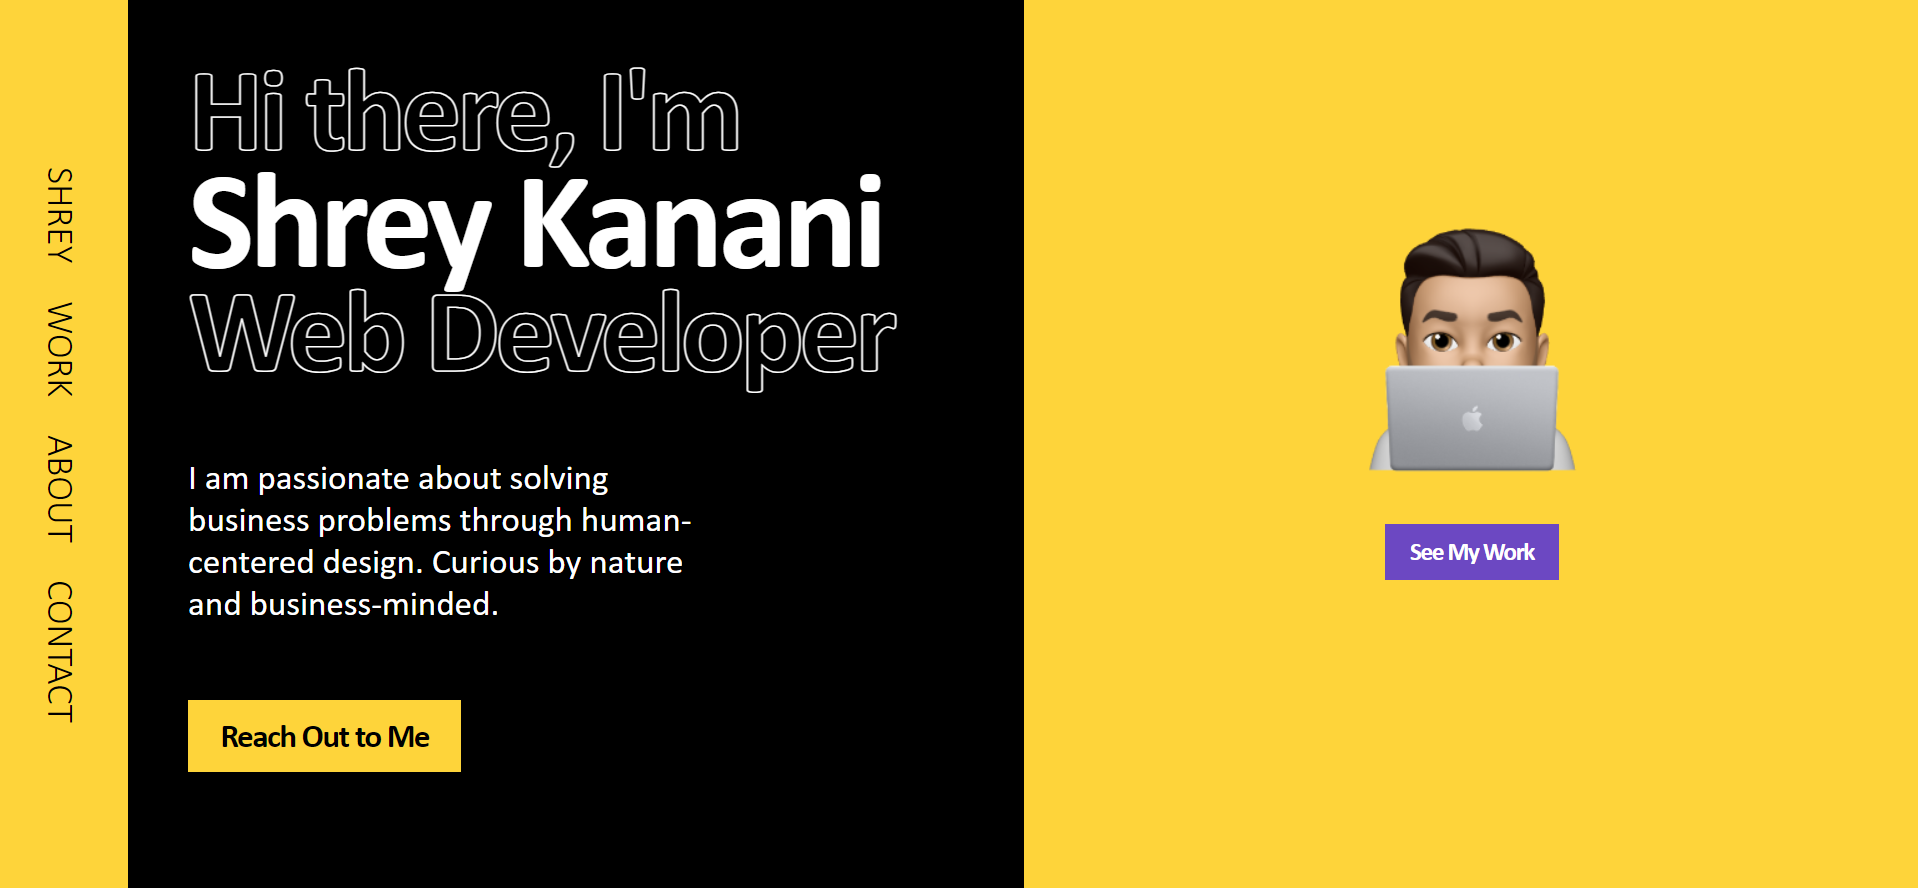 SHREY
WORK
ABOUT
CONTACT
Hi there, I'm
Shrey Kanani
Web Developer
I am passionate about solving
business problems through human-
centered design. Curious by nature
and business-minded.
Reach Out to Me
See My Work